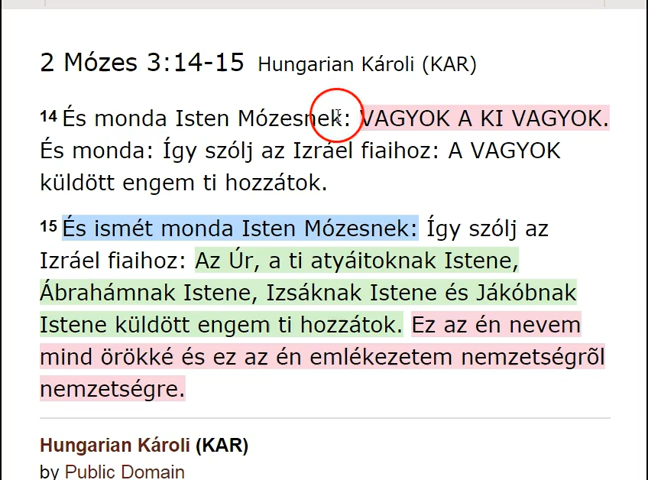 2 Mózes 3:14-15 Hungarian Károli (KAR)
14 És monda Isten Mózesnek: VAGYOK A KI VAGYOK.
És monda: Így szólj az Izráel fiaihoz: A VAGYOK
küldött engem ti hozzátok.
15 És ismét monda Isten Mózesnek: Így szólj az
Izráel fiaihoz: Az Úr, a ti atyáitoknak Istene,
Ábrahámnak Istene, Izsáknak Istene és Jákóbnak
Istene küldött engem ti hozzátok. Ez az én nevem
mind örökké és ez az én emlékezetem nemzetségrõl
nemzetségre.
Hungarian Károli (KAR)
by Public Domain